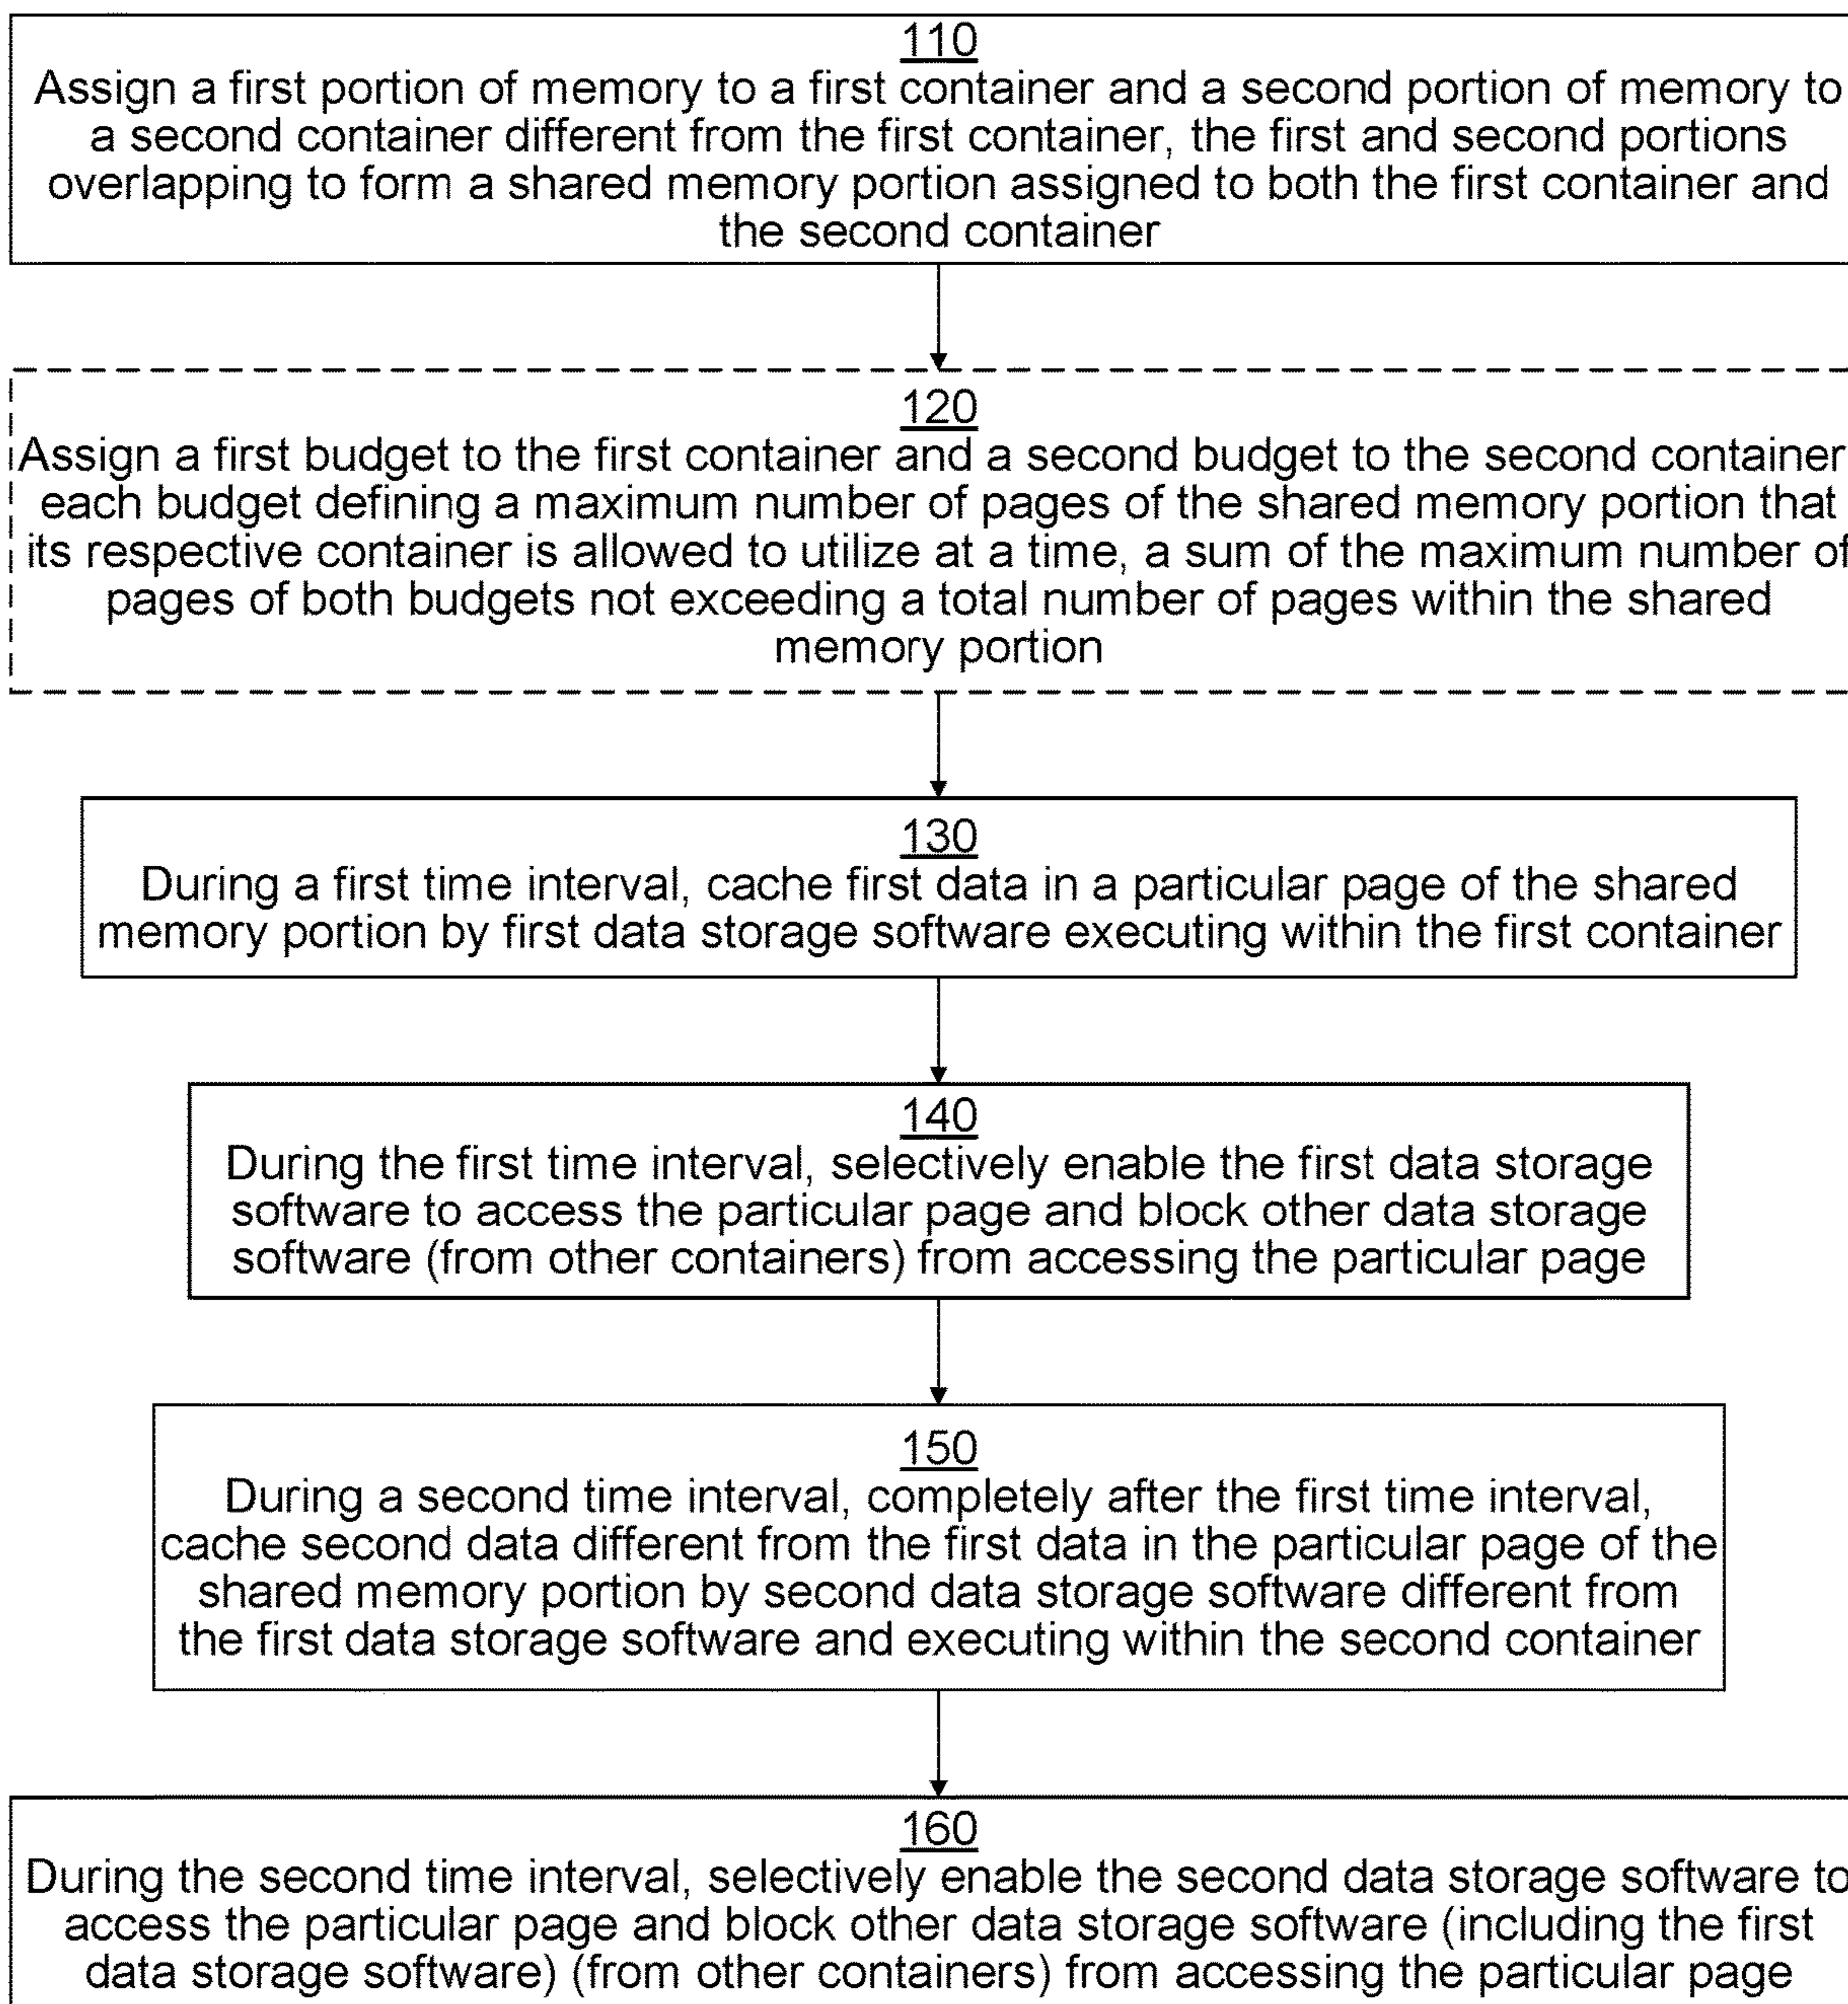 110
Assign a first portion of memory to a first container and a second portion of memory to
a second container different from the first container, the first and second portions
overlapping to form a shared memory portion assigned to both the first container and
the second container
120
Assign a first budget to the first container and a second budget to the second container
each budget defining a maximum number of pages of the shared memory portion that
its respective container is allowed to utilize at a time, a sum of the maximum number of
pages of both budgets not exceeding a total number of pages within the shared
memory portion
130
During a first time interval, cache first data in a particular page of the shared
memory portion by first data storage software executing within the first container
140
During the first time interval, selectively enable the first data storage
software to access the particular page and block other data storage
software (from other containers) from accessing the particular page
150
During a second time interval, completely after the first time interval,
cache second data different from the first data in the particular page of the
shared memory portion by second data storage software different from
the first data storage software and executing within the second container
160
During the second time interval, selectively enable the second data storage software to
access the particular page and block other data storage software (including the first
data storage software) (from other containers) from accessing the particular page